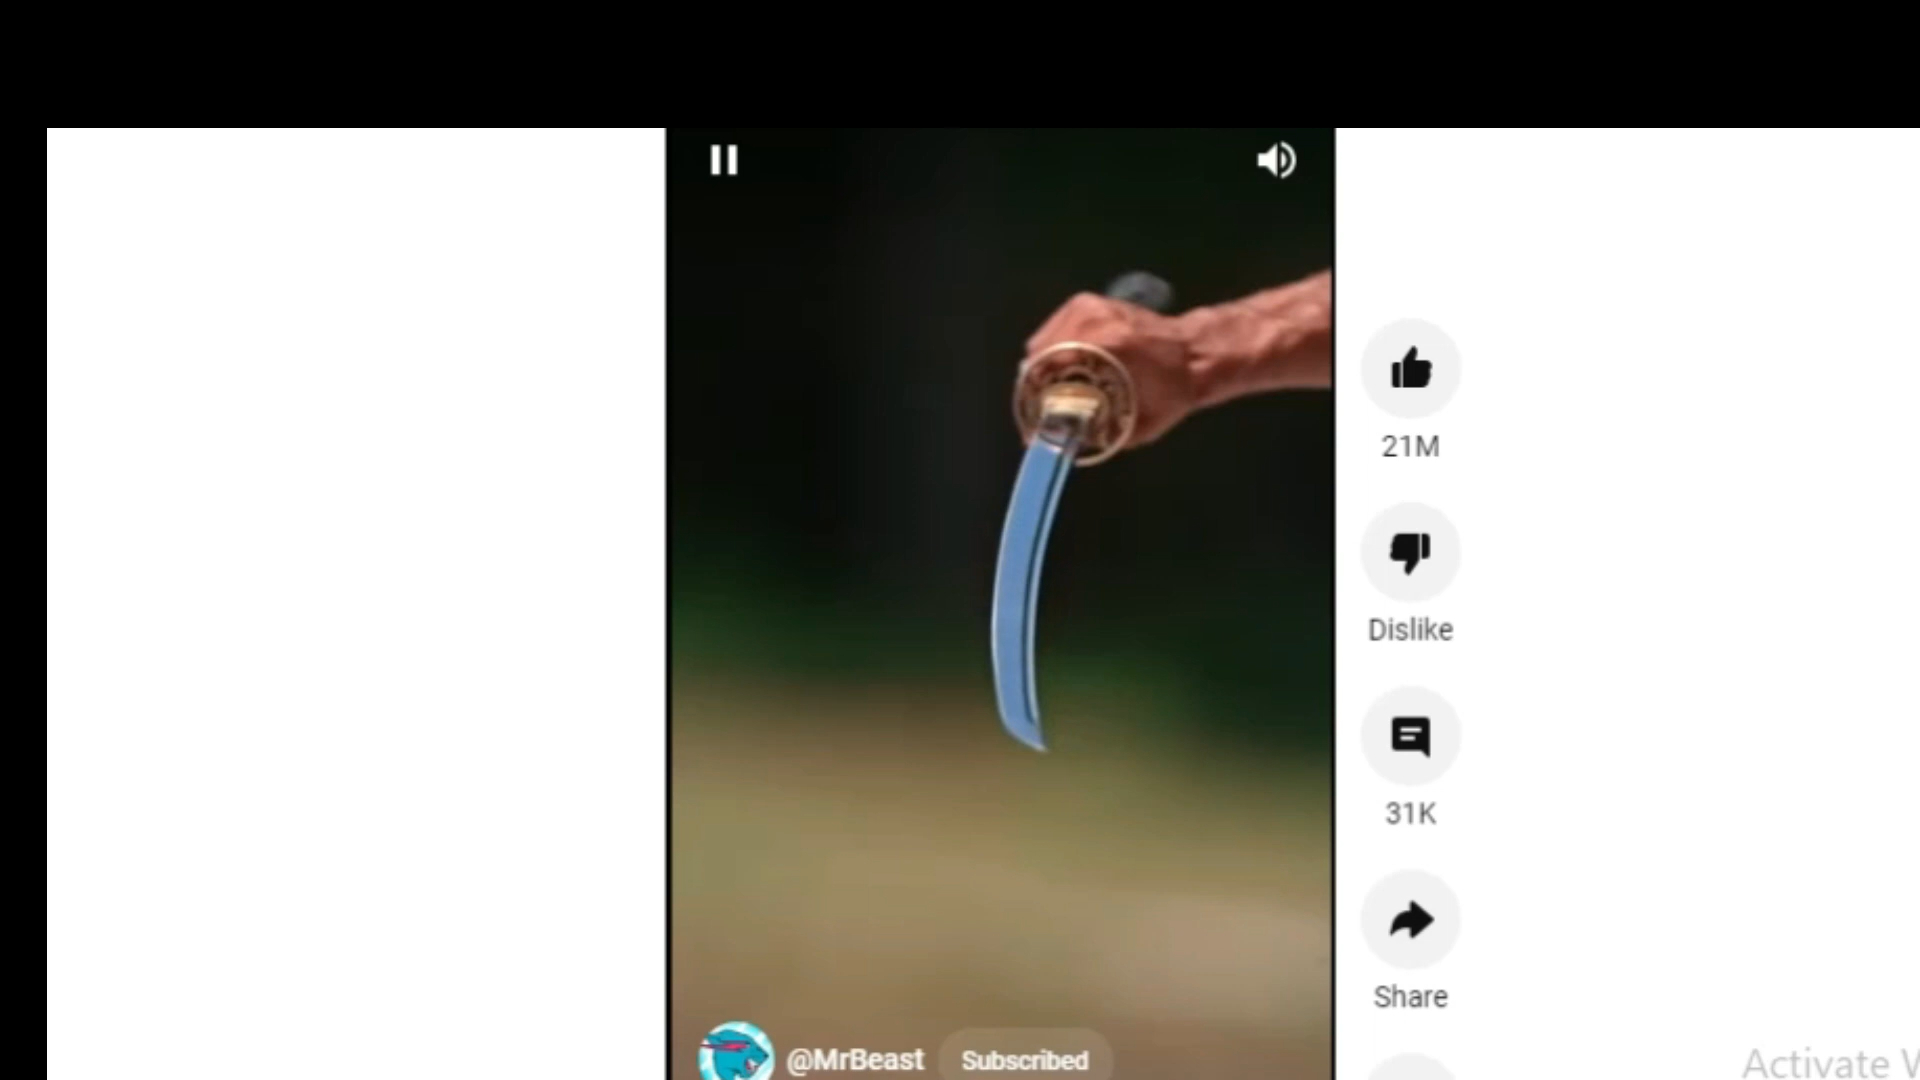 21M
Dislike
31K
Share
@MrBeast Subscribed
Activate